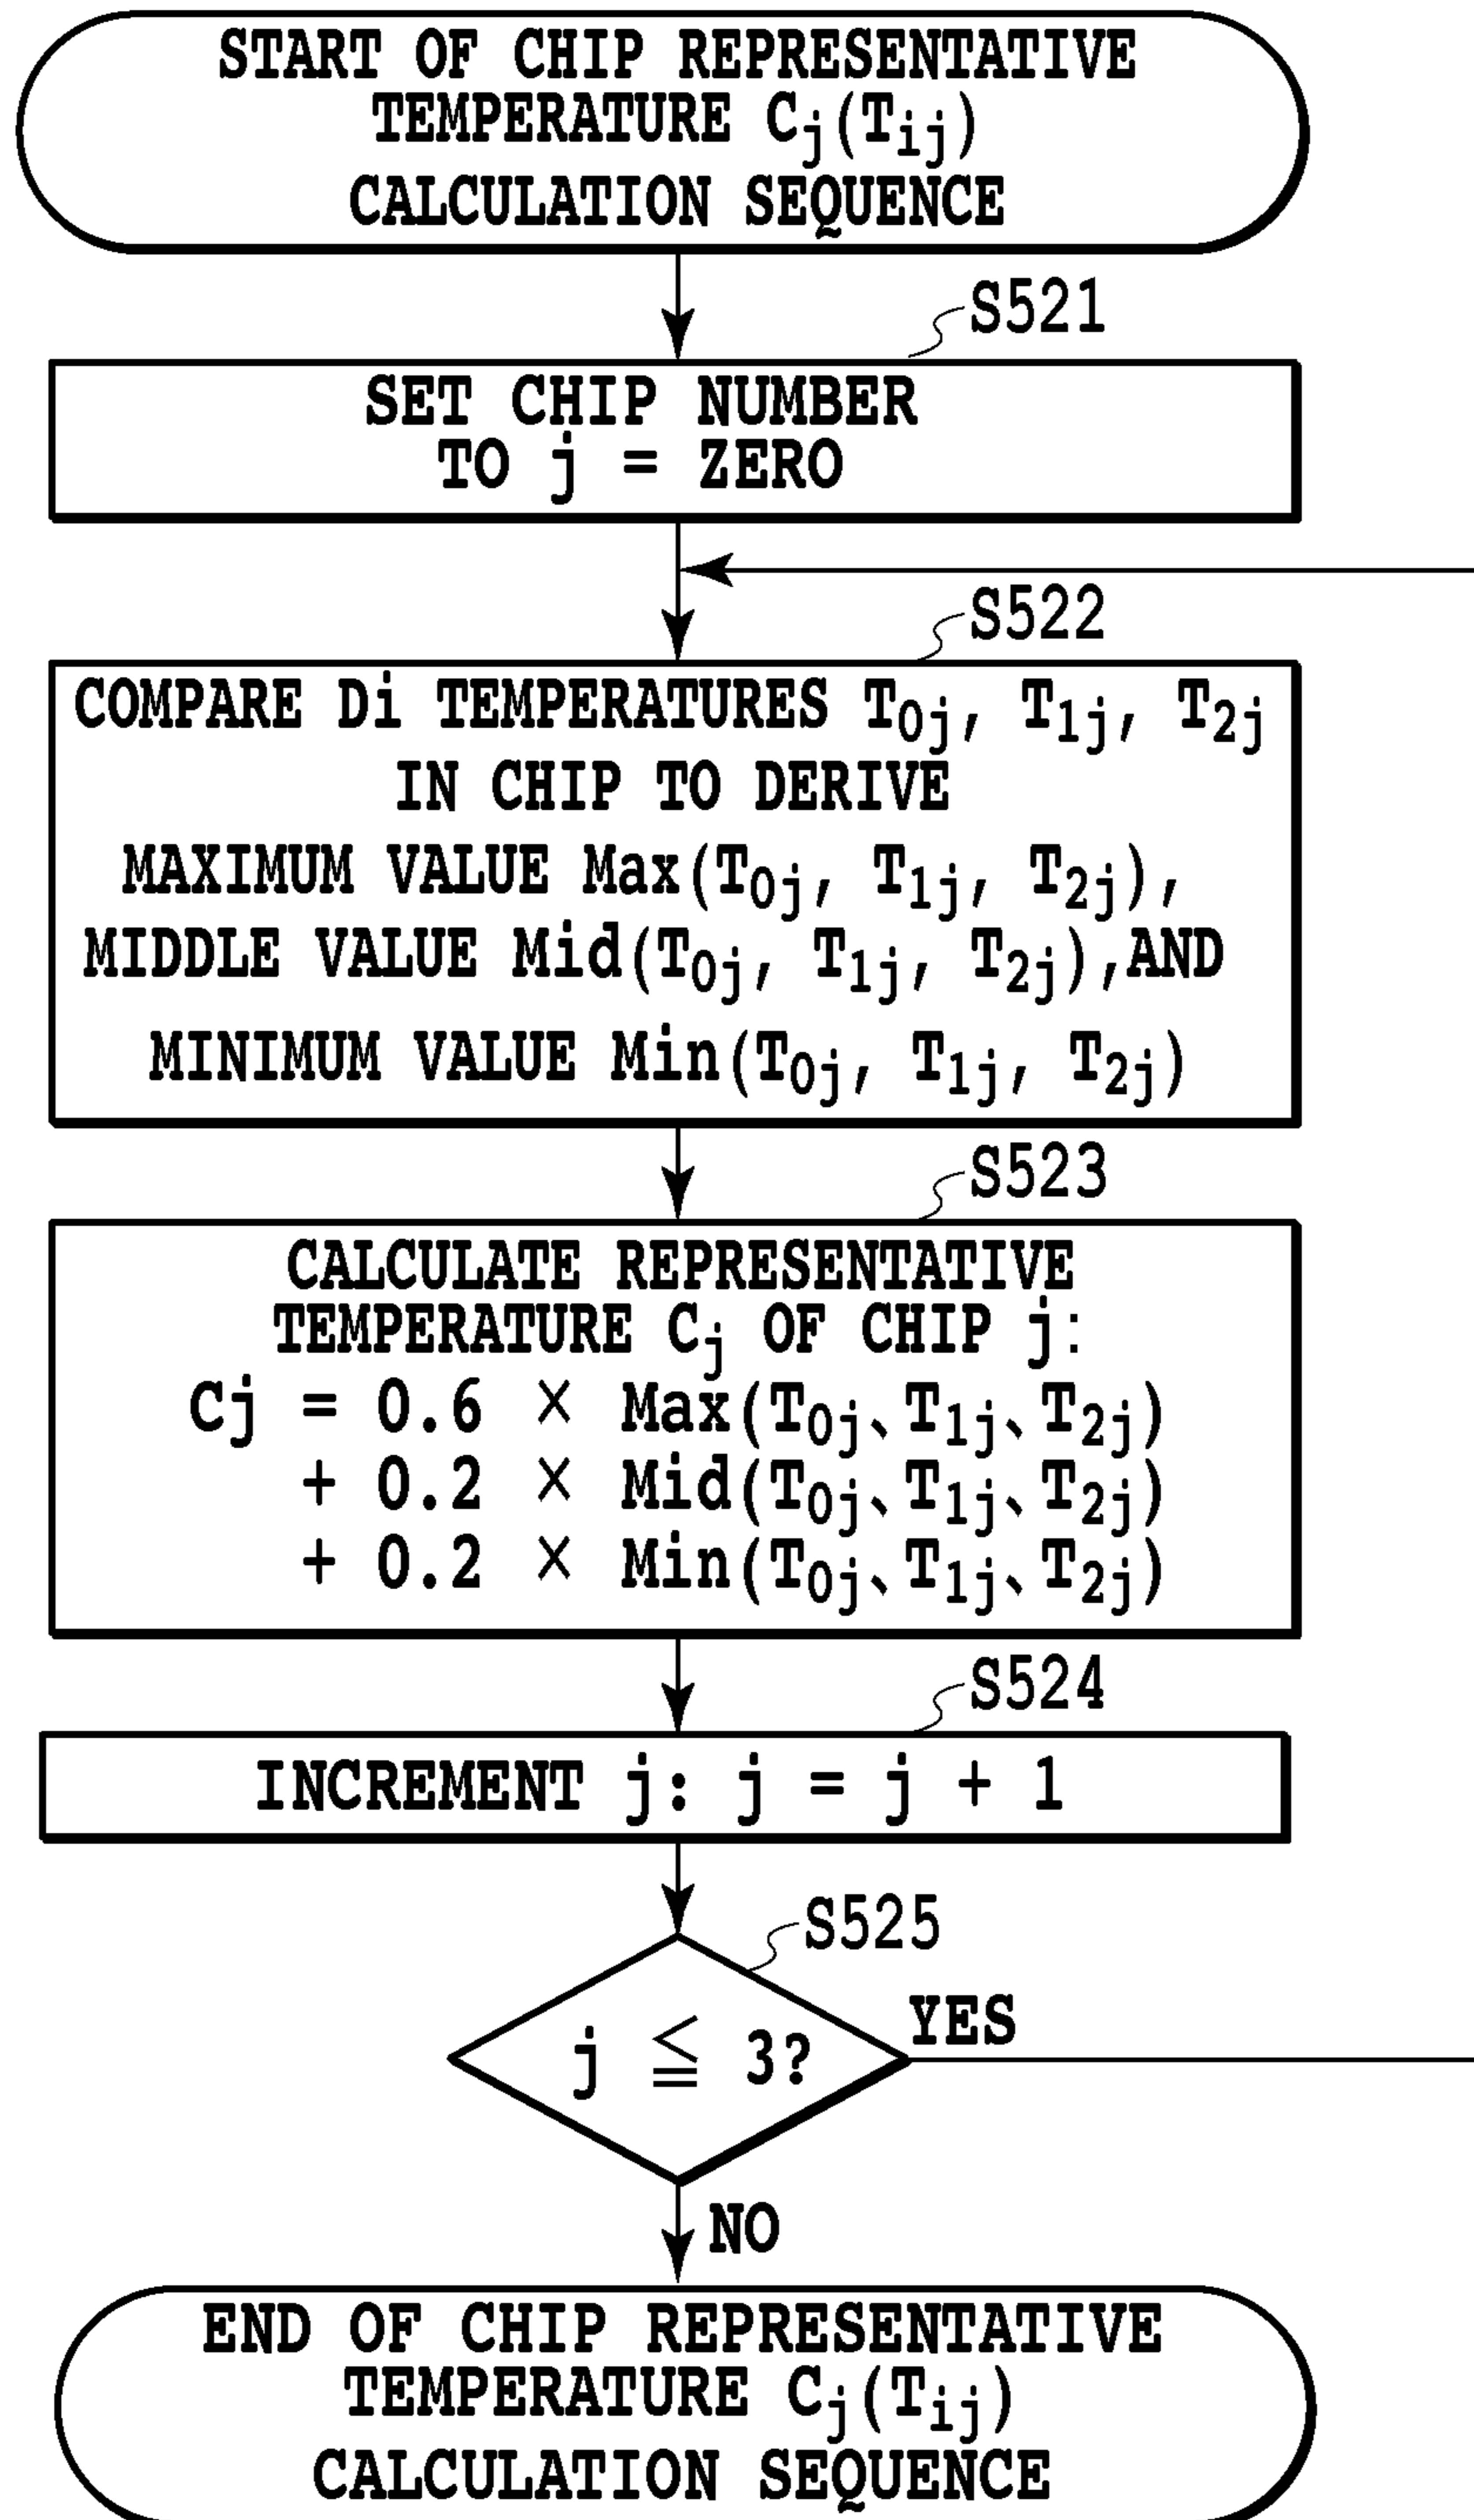 START OF CHIP REPRESENTATIVE
TEMPERATURE Cj(Tij)
CALCULATION SEQUENCE
S521
SET CHIP NUMBER
TO j = ZERO
S522
COMPARE Di TEMPERATURES T0j, T1j, T2j
IN CHIP TO DERIVE
MAXIMUM VALUE Max(T0j, T1j, T2j),
MIDDLE VALUE Mid(T0j, T1j, T2j),AND
MINIMUM VALUE Min(T0j, T1j, T2j)
S523
CALCULATE REPRESENTATIVE
TEMPERATURE Cj OF CHIP j:
Cj = 0.6 × Max(T0j、T1j、T2j)
+ 0.2 × Mid(T0j、T1j、T2j)
+ 0.2 × Min(T0j、T1j、T2j)
S524
INCREMENT j: j = j + 1
S525
j ≦ 3?
YES
NO
END OF CHIP REPRESENTATIVE
TEMPERATURE Cj(Tij)
CALCULATION SEQUENCE